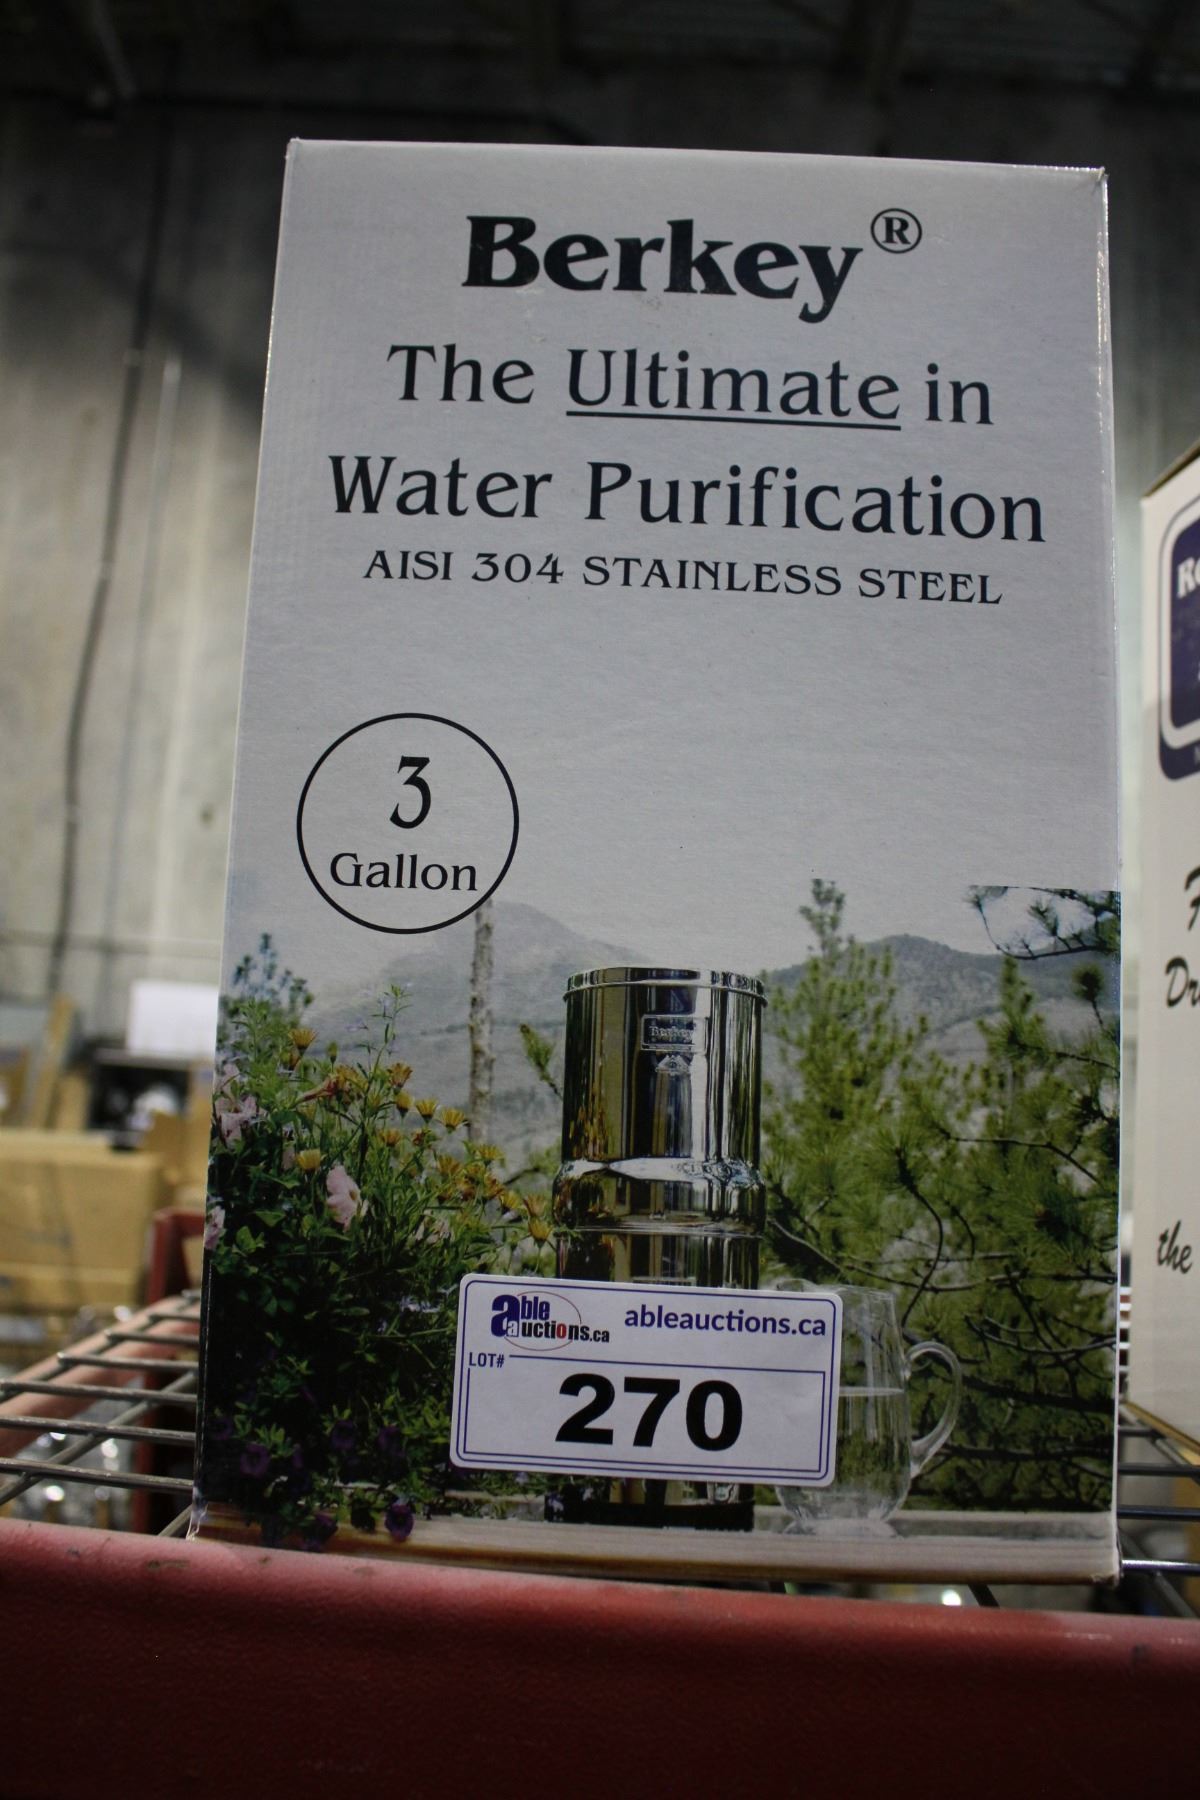 Berkey®
The Ultimate in
Water Purification
AISI 304 STAINLESS STEEL
3
Gallon
Berkey
able auctions.ca
ableauctions.ca
LOT#
270
the